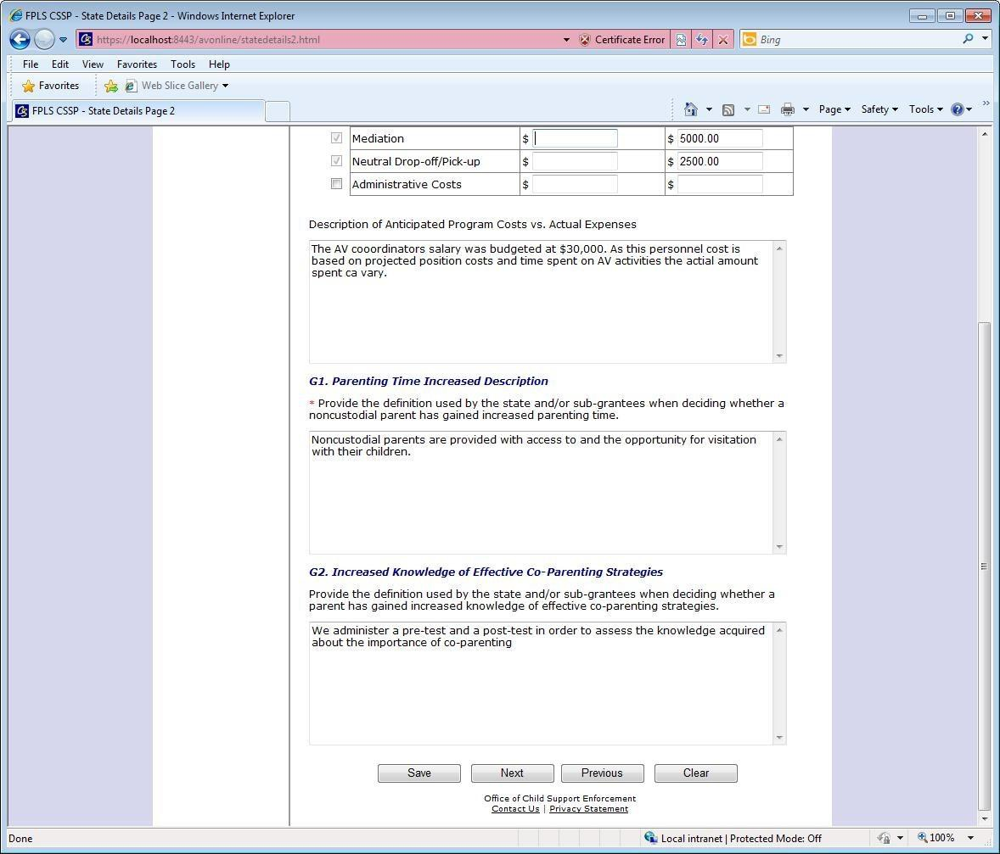 FPLS CSSP - State Details Page 2 - Windows Internet Explorer
https://localhost:8443/avonline/statedetails2.html Certificate Error Bing
File Edit View Favorites Tools Help
Favorites Web Slice Gallery
FPLS CSSP - State Details Page 2 Page Safety Tools
Mediation $ $ 5000.00
Neutral Drop-off/Pick-up $ $ 2500.00
Administrative Costs $ $
Description of Anticipated Program Costs vs. Actual Expenses
The AV cooordinators salary was budgeted at $30,000. As this personnel cost is
based on projected position costs and time spent on AV activities the actial amount
spent ca vary.
G1. Parenting Time Increased Description
* Provide the definition used by the state and/or sub-grantees when deciding whether a
noncustodial parent has gained increased parenting time.
Noncustodial parents are provided with access to and the opportunity for visitation
with their children.
G2. Increased Knowledge of Effective Co-Parenting Strategies
Provide the definition used by the state and/or sub-grantees when deciding whether a
parent has gained increased knowledge of effective co-parenting strategies.
We administer a pre-test and a post-test in order to assess the knowledge acquired
about the importance of co-parenting
Save Next Previous Clear
Office of Child Support Enforcement
Contact Us | Privacy Statement
Done Local intranet | Protected Mode: Off 100%